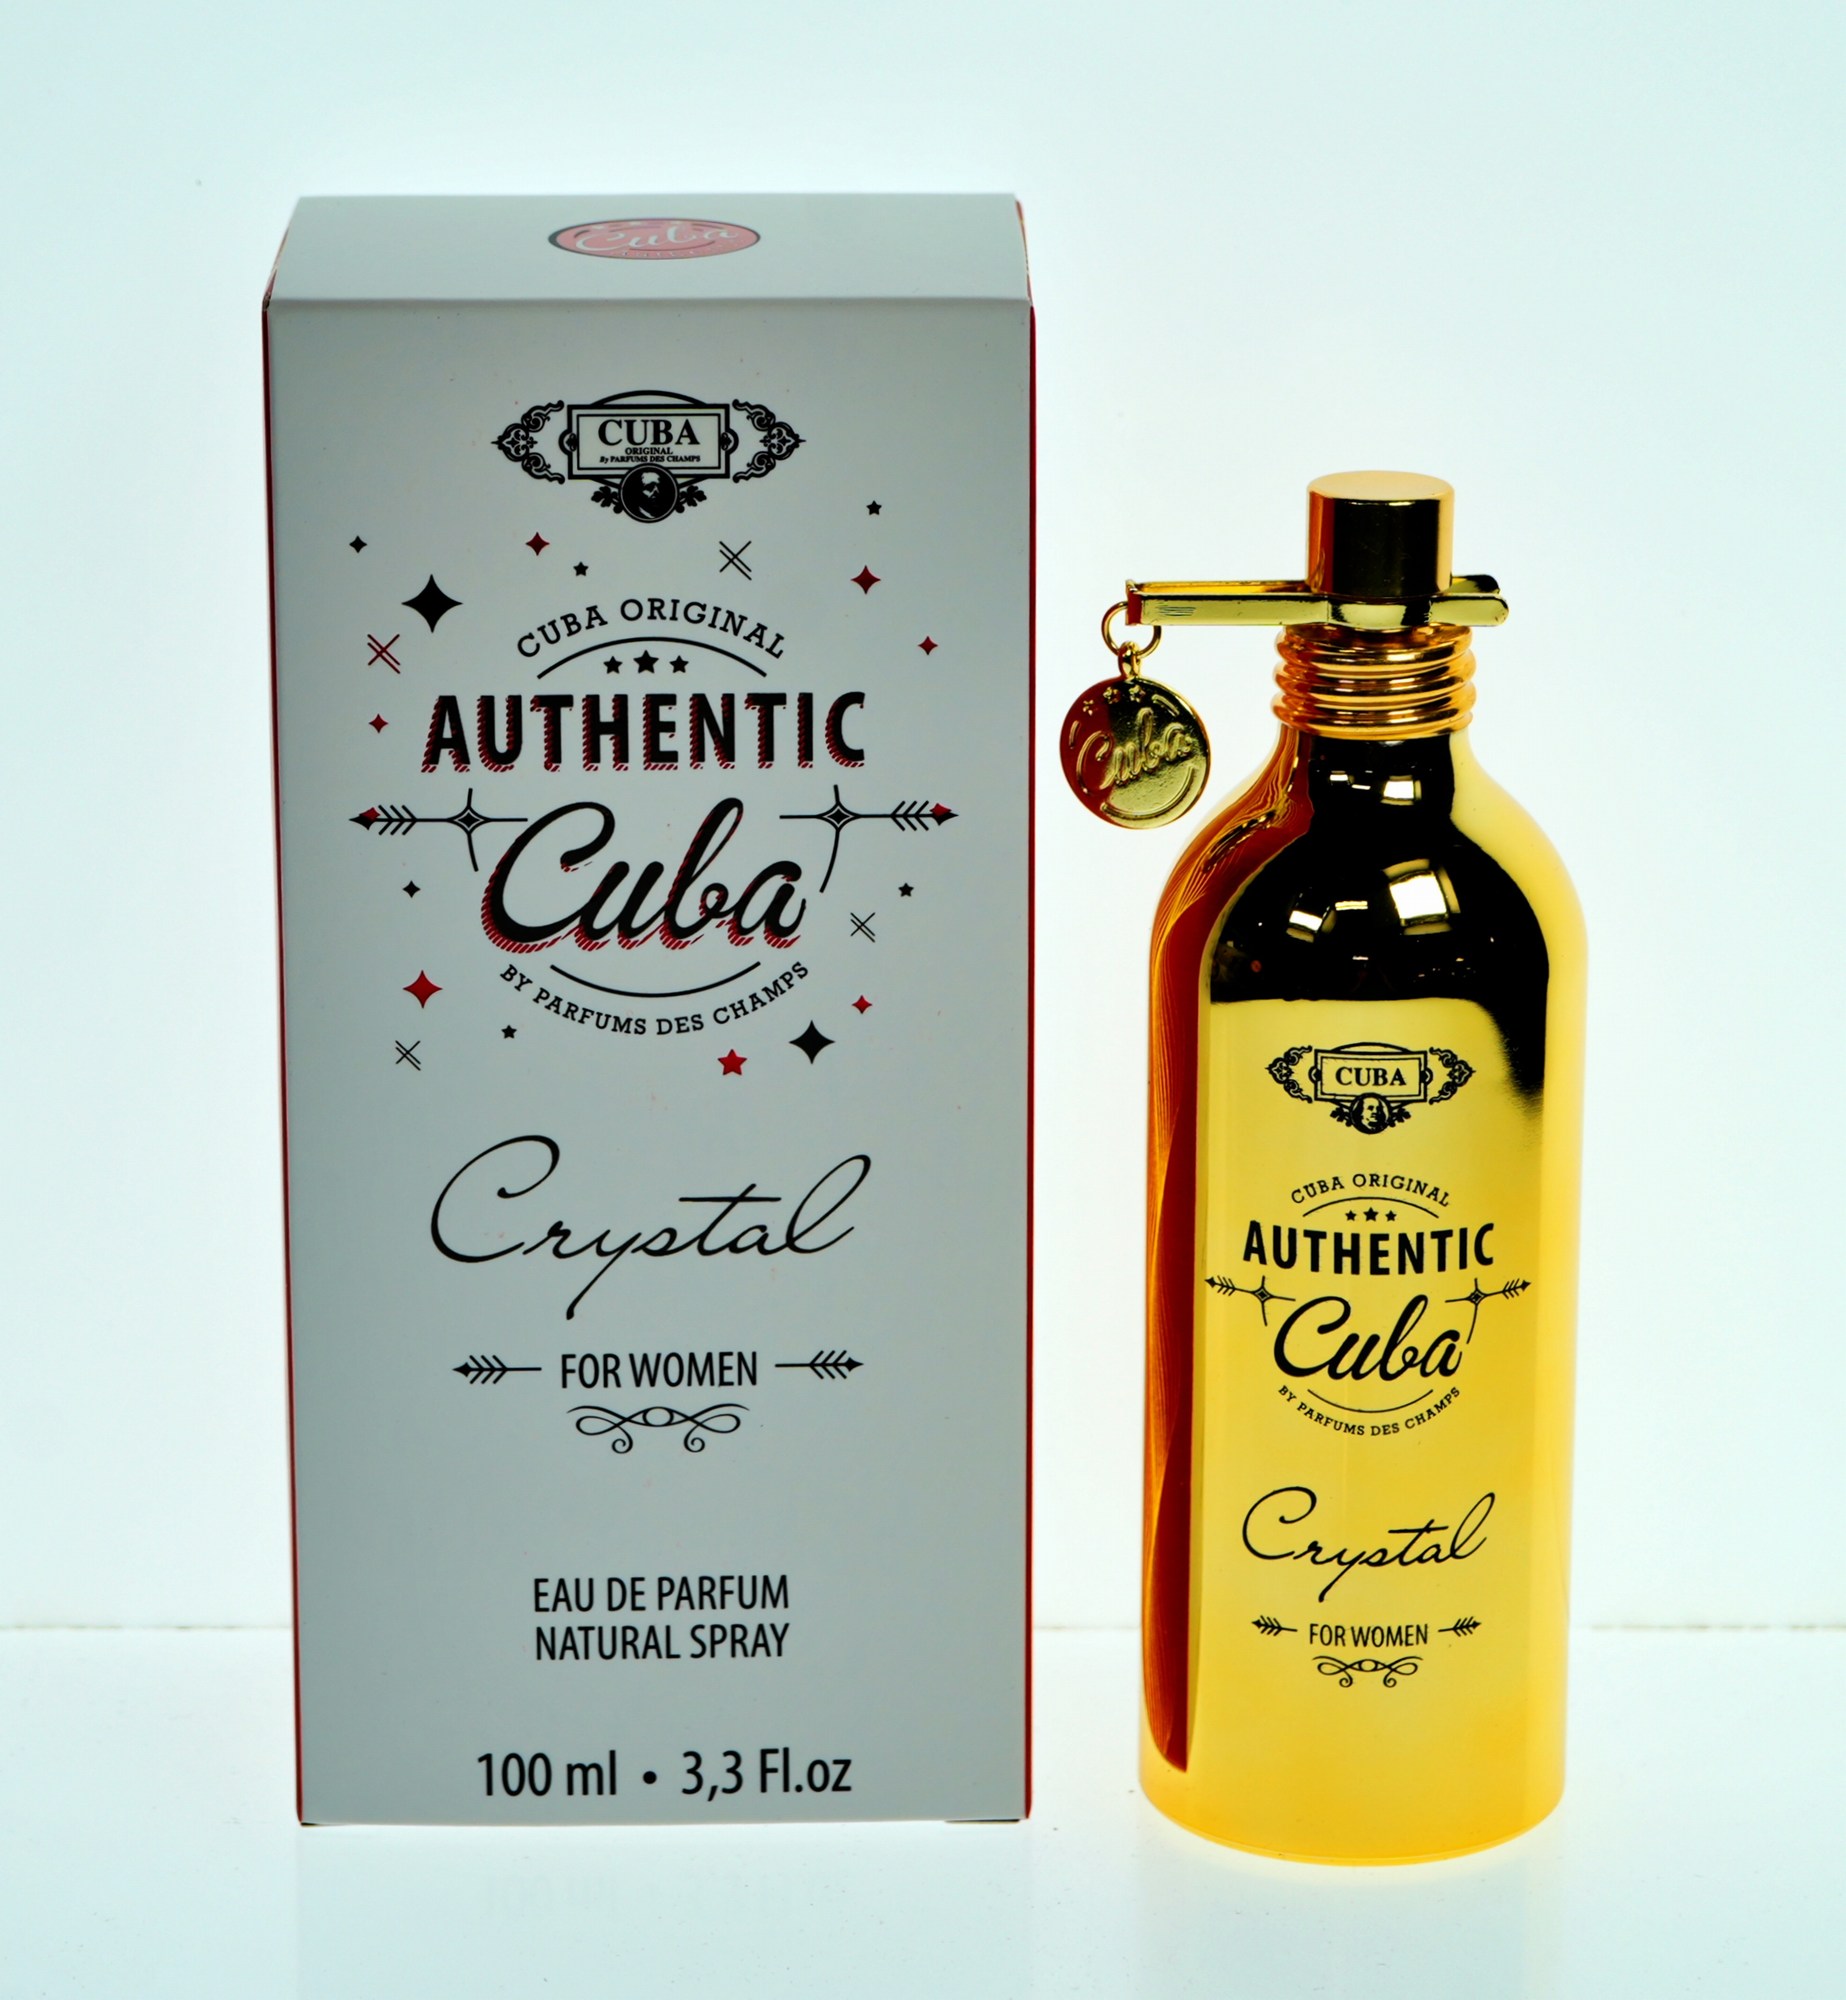 Cuba
CUBA
ORIGINAL
By PARFUMS DES CHAMPS
CUBA ORIGINAL
AUTHENTIC
Cuba
BY PARFUMS DES CHAMPS
Crystal
FOR WOMEN
EAU DE PARFUM
NATURAL SPRAY
100 ml • 3,3 Fl.oz
Cuba
CUBA
CUBA ORIGINAL
AUTHENTIC
Cuba
BY PARFUMS DES CHAMPS
Crystal
FOR WOMEN